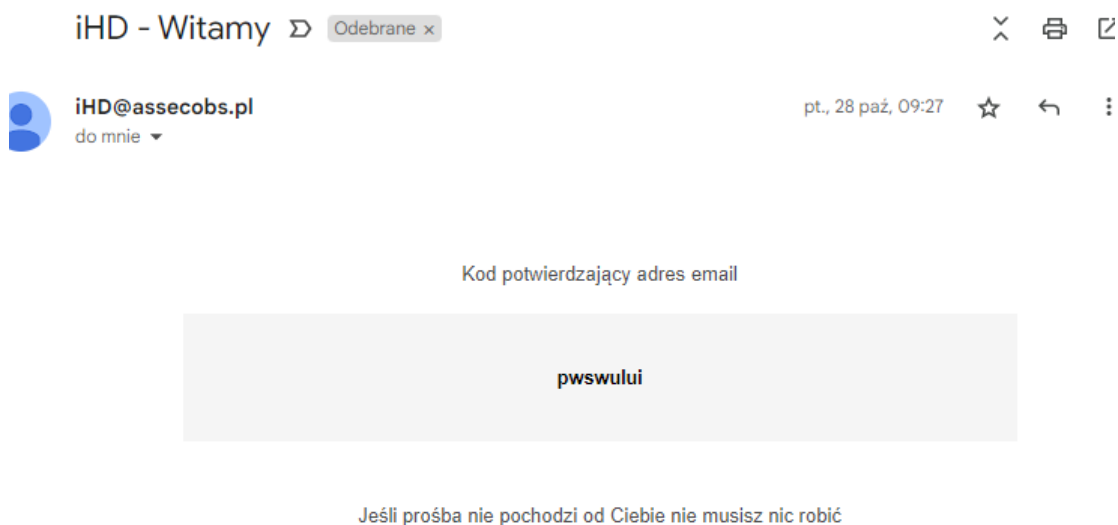 iHD - Witamy Odebrane ×
iHD@assecobs.pl pt., 28 paź, 09:27
do mnie
Kod potwierdzający adres email
pwswului
Jeśli prośba nie pochodzi od Ciebie nie musisz nic robić